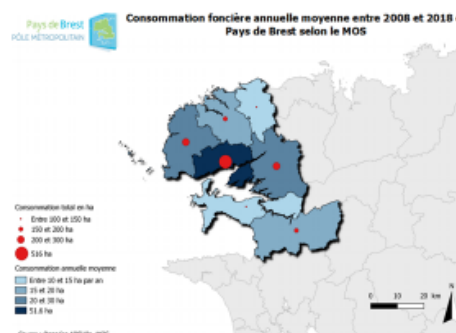 Pays de Brest
PÔLE MÉTROPOLITAIN
Consommation foncière annuelle moyenne entre 2008 et 2018
Pays de Brest selon le MOS
Consommation total en ha
Entre 100 et 150 ha
150 et 200 ha
200 et 300 ha
516 ha
Consommation annuelle moyenne
Entre 10 et 15 ha par an
15 et 20 ha
20 et 30 ha
51.6 ha
0 10 20 km
N